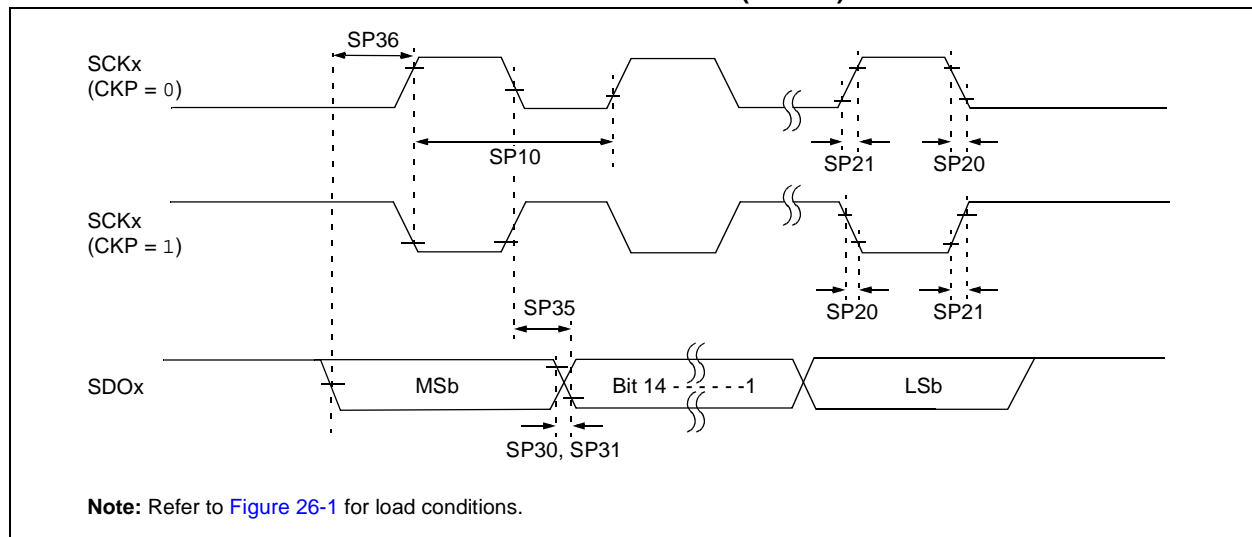 SP36
SCKx
(CKP = 0)
SP10
SP21
SP20
SCKx
(CKP = 1)
SP35
SP20
SP21
SDOx
MSb
Bit 14 - - - - - -1
LSb
SP30, SP31
Note: Refer to Figure 26-1 for load conditions.